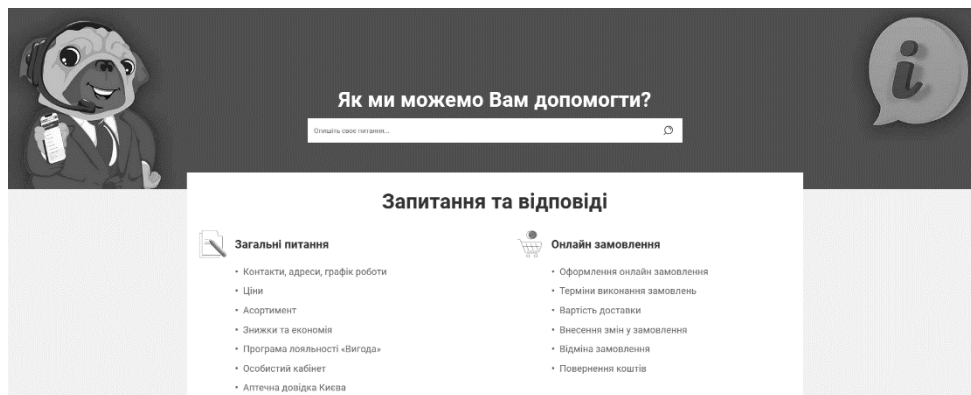 Як ми можемо Вам допомогти?
Опишіть своє питання...
Запитання та відповіді
Загальні питання
• Контакти, адреси, графік роботи
• Ціни
• Асортимент
• Знижки та економія
• Програма лояльності «Вигода»
• Особистий кабінет
• Аптечна довідка Києва
Онлайн замовлення
• Оформлення онлайн замовлення
• Терміни виконання замовлень
• Вартість доставки
• Внесення змін у замовлення
• Відміна замовлення
• Повернення коштів